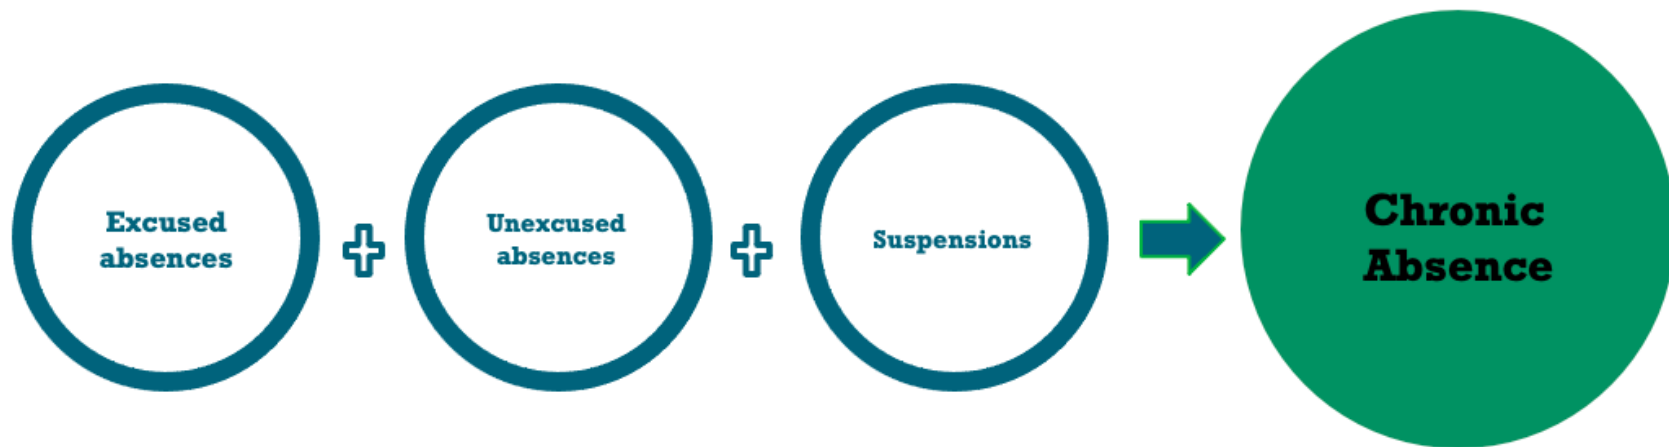 Excused
absences
Unexcused
absences
Suspensions
Chronic
Absence